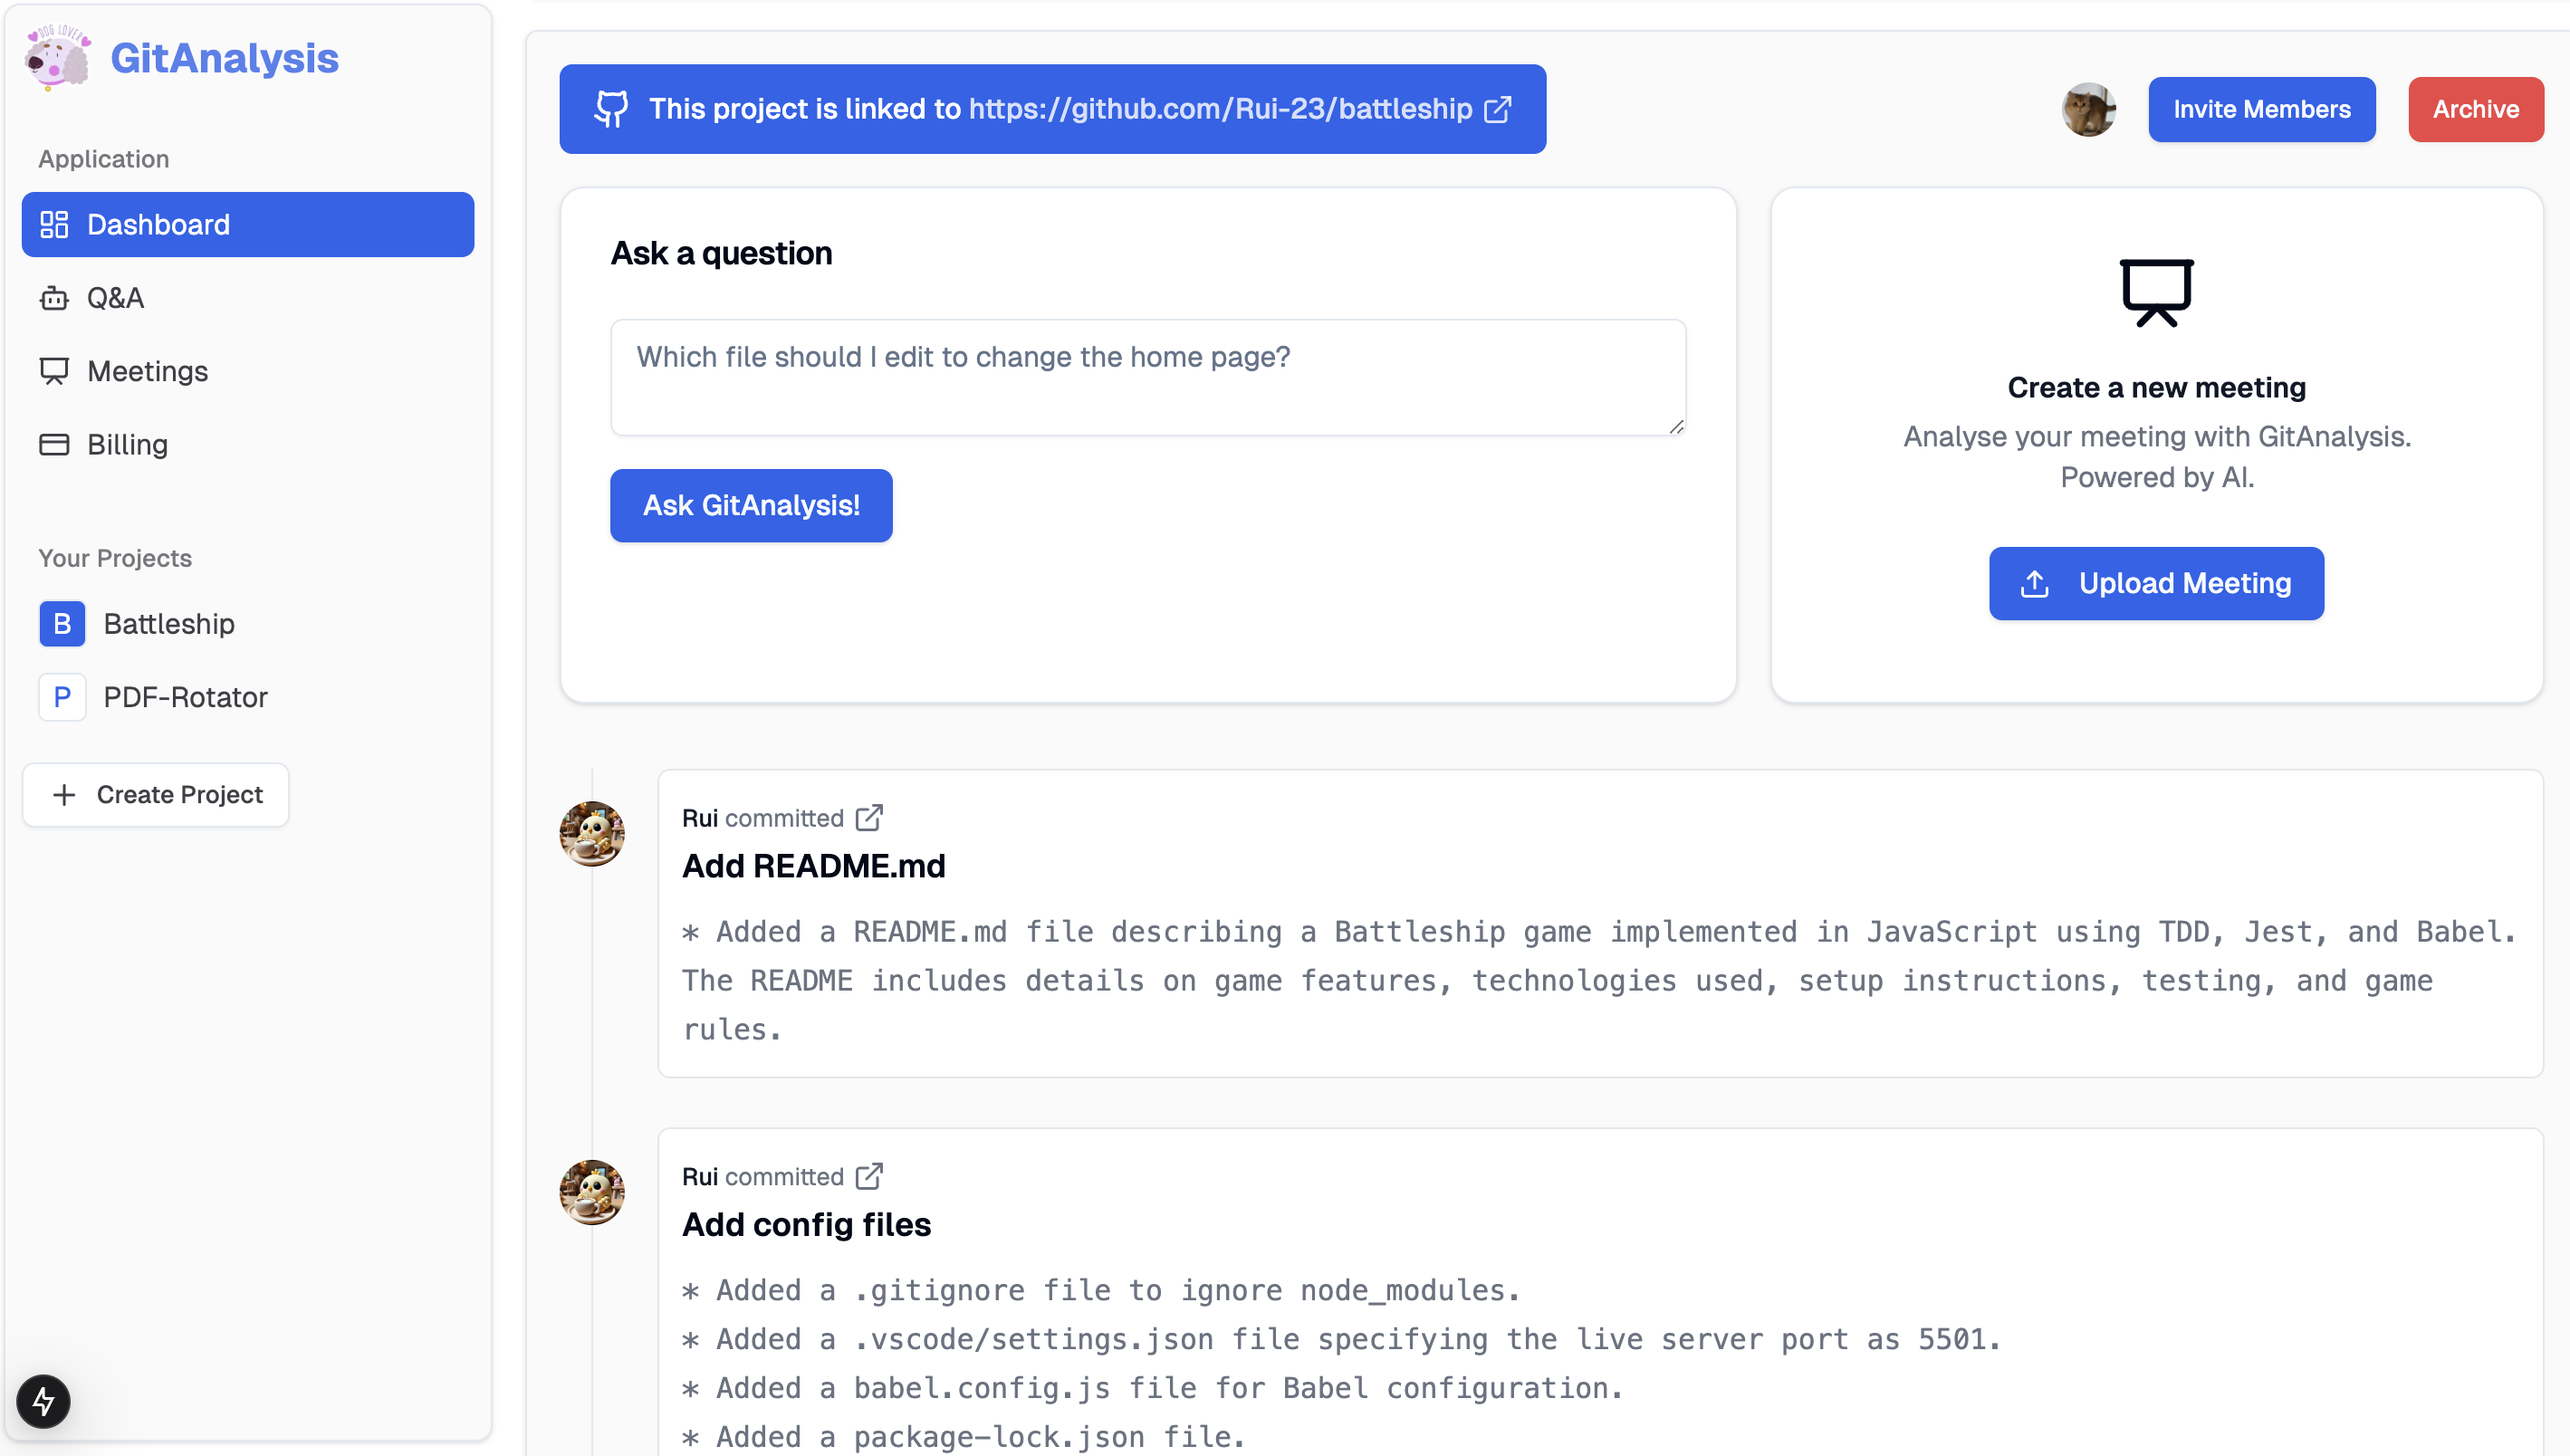 DOG LOVER
GitAnalysis
Application
Dashboard
Q&A
Meetings
Billing
Your Projects
B Battleship
P PDF-Rotator
Create Project
This project is linked to https://github.com/Rui-23/battleship
Invite Members
Archive
Ask a question
Which file should I edit to change the home page?
Ask GitAnalysis!
Create a new meeting
Analyse your meeting with GitAnalysis.
Powered by AI.
Upload Meeting
Rui committed
Add README.md
* Added a README.md file describing a Battleship game implemented in JavaScript using TDD, Jest, and Babel.
The README includes details on game features, technologies used, setup instructions, testing, and game
rules.
Rui committed
Add config files
* Added a .gitignore file to ignore node_modules.
* Added a .vscode/settings.json file specifying the live server port as 5501.
* Added a babel.config.js file for Babel configuration.
* Added a package-lock.json file.